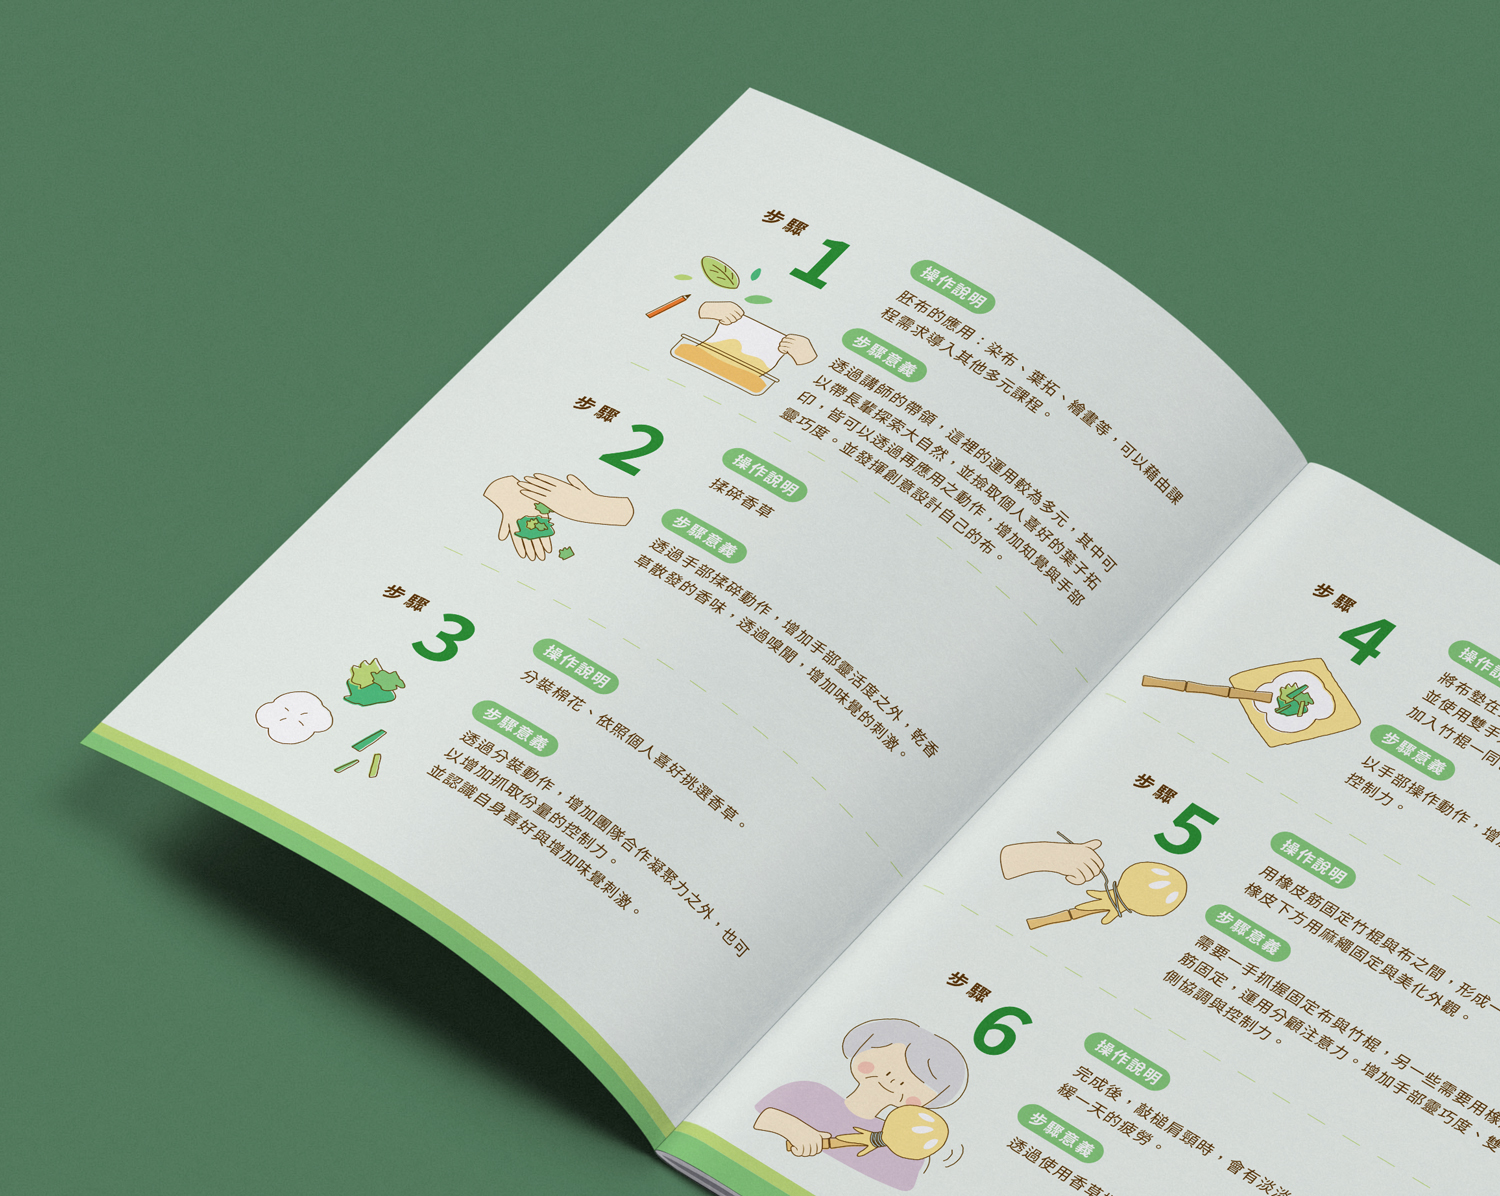 步驟
1
操作說明
胚布的應用：染布、葉拓、繪畫等，可以藉由課
程需求導入其他多元課程。
步驟意義
透過講師的帶領，這裡的運用較為多元，其中可
以帶長輩探索大自然，並撿取個人喜好的葉子拓
印，皆可以透過再應用之動作，增加知覺與手部
靈巧度。並發揮創意設計自己的布。
步驟
2
操作說明
揉碎香草
步驟意義
透過手部揉碎動作，增加手部靈活度之外，乾香
草散發的香味，透過嗅聞，增加味覺的刺激。
步驟
3
操作說明
分裝棉花、依照個人喜好挑選香草。
步驟意義
透過分裝動作，增加團隊合作凝聚力之外，也可
以增加抓取份量的控制力。
並認識自身喜好與增加味覺刺激。
步驟
4
操作說
將布墊在
並使用雙手
加入竹棍一同
步驟意義
以手部操作動作，增
控制力。
步驟
5
操作說明
用橡皮筋固定竹棍與布之間，形成一
橡皮下方用麻繩固定與美化外觀。
步驟意義
需要一手抓握固定布與竹棍，另一些需要用橡
筋固定，運用分顧注意力。增加手部靈巧度、雙
側協調與控制力。
步驟
6
操作說明
完成後，敲槌肩頸時，會有淡淡
緩一天的疲勞。
步驟意義
透過使用香草